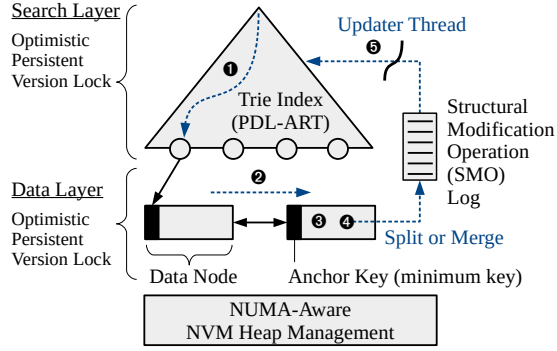 Search Layer
Optimistic
Persistent
Version Lock
❶
Trie Index
(PDL-ART)
Updater Thread
❺
Structural
Modification
Operation
(SMO)
Log
Data Layer
Optimistic
Persistent
Version Lock
❷
❸ ❹
Split or Merge
Data Node
Anchor Key (minimum key)
NUMA-Aware
NVM Heap Management